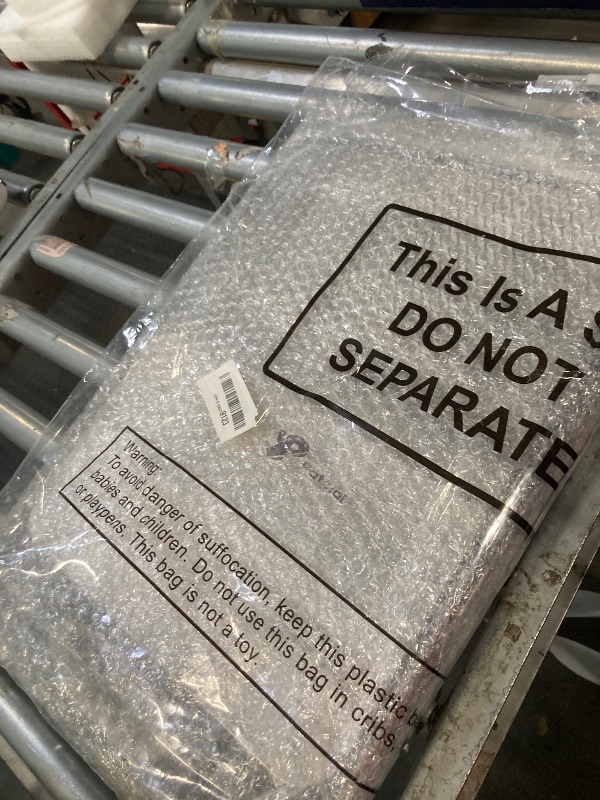 This Is A S
DO NOT
SEPARATE
9123
Warning:
To avoid danger of suffocation, keep this plastic
babies and children. Do not use this bag in cribs,
or playpens. This bag is not a toy.